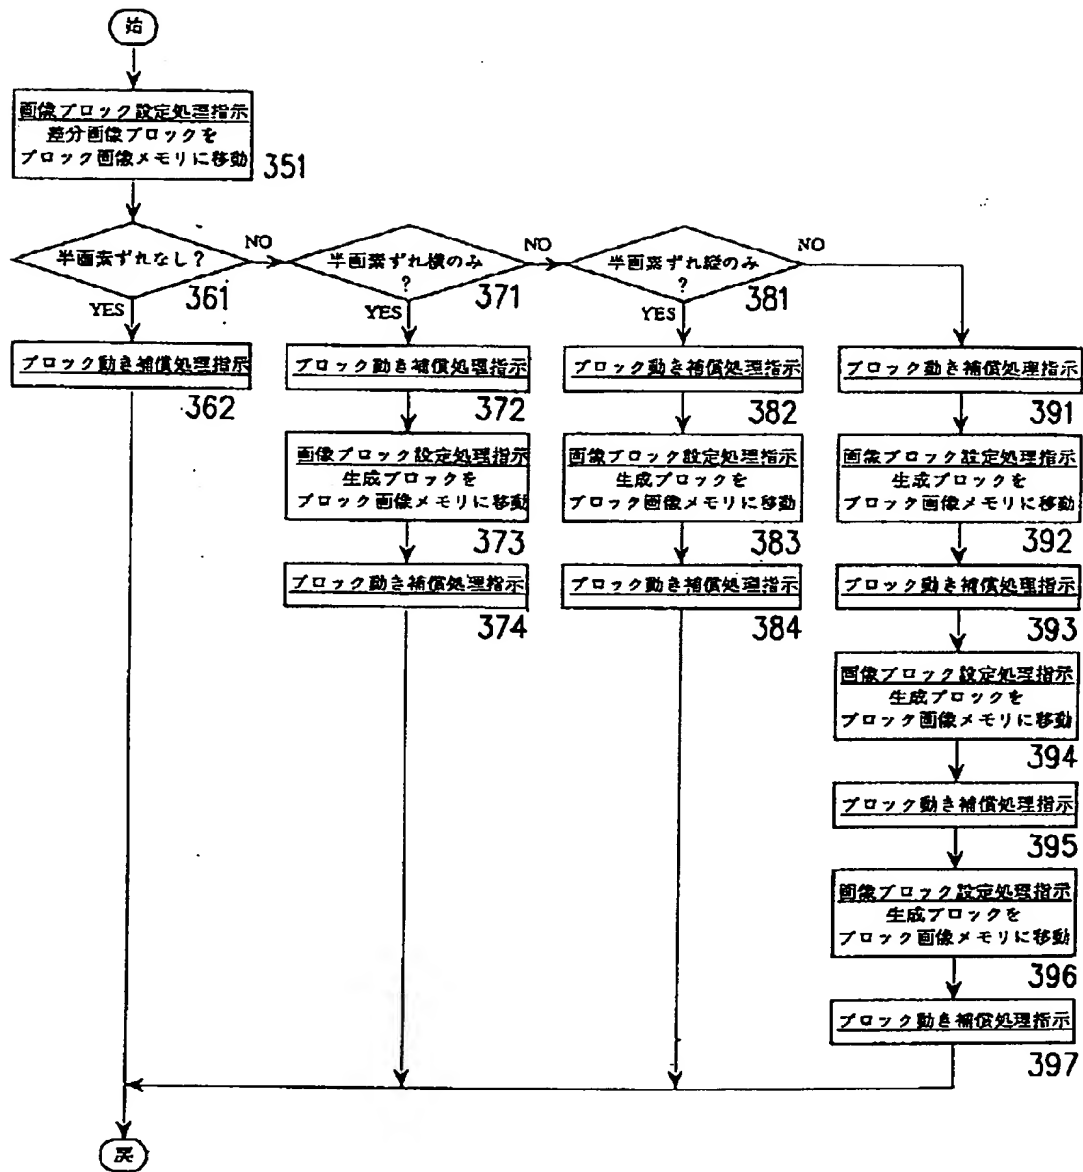 始
画像ブロック設定処理指示
差分画像ブロックを
ブロック画像メモリに移動
351
半画素ずれなし?
361
NO
YES
半画素ずれ横のみ
?
371
NO
YES
半画素ずれ縦のみ
?
381
NO
YES
ブロック動き補償処理指示
362
ブロック動き補償処理指示
372
画像ブロック設定処理指示
生成ブロックを
ブロック画像メモリに移動
373
ブロック動き補償処理指示
374
ブロック動き補償処理指示
382
画像ブロック設定処理指示
生成ブロックを
ブロック画像メモリに移動
383
ブロック動き補償処理指示
384
ブロック動き補償処理指示
391
画像ブロック設定処理指示
生成ブロックを
ブロック画像メモリに移動
392
ブロック動き補償処理指示
393
画像ブロック設定処理指示
生成ブロックを
ブロック画像メモリに移動
394
ブロック動き補償処理指示
395
画像ブロック設定処理指示
生成ブロックを
ブロック画像メモリに移動
396
ブロック動き補償処理指示
397
戻